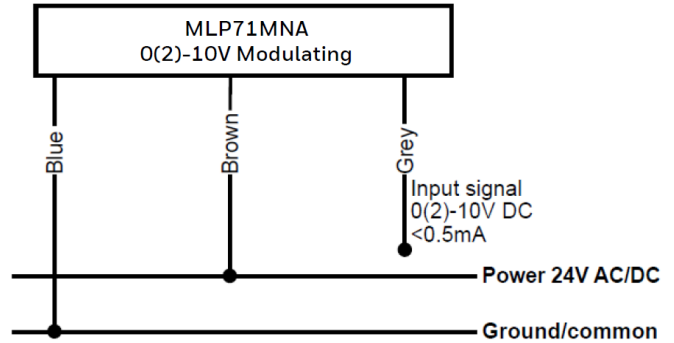 MLP71MNA
0(2)-10V Modulating
Blue
Brown
Grey
Input signal
0(2)-10V DC
<0.5mA
Power 24V AC/DC
Ground/common